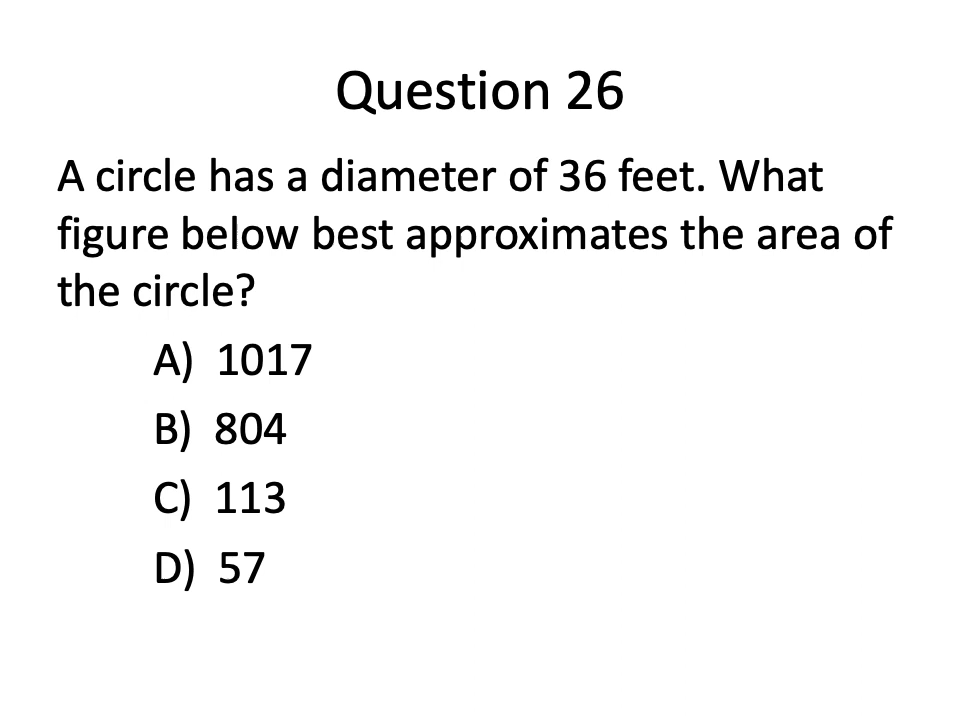 Question 26
A circle has a diameter of 36 feet. What
figure below best approximates the area of
the circle?
A) 1017
B) 804
C) 113
D) 57